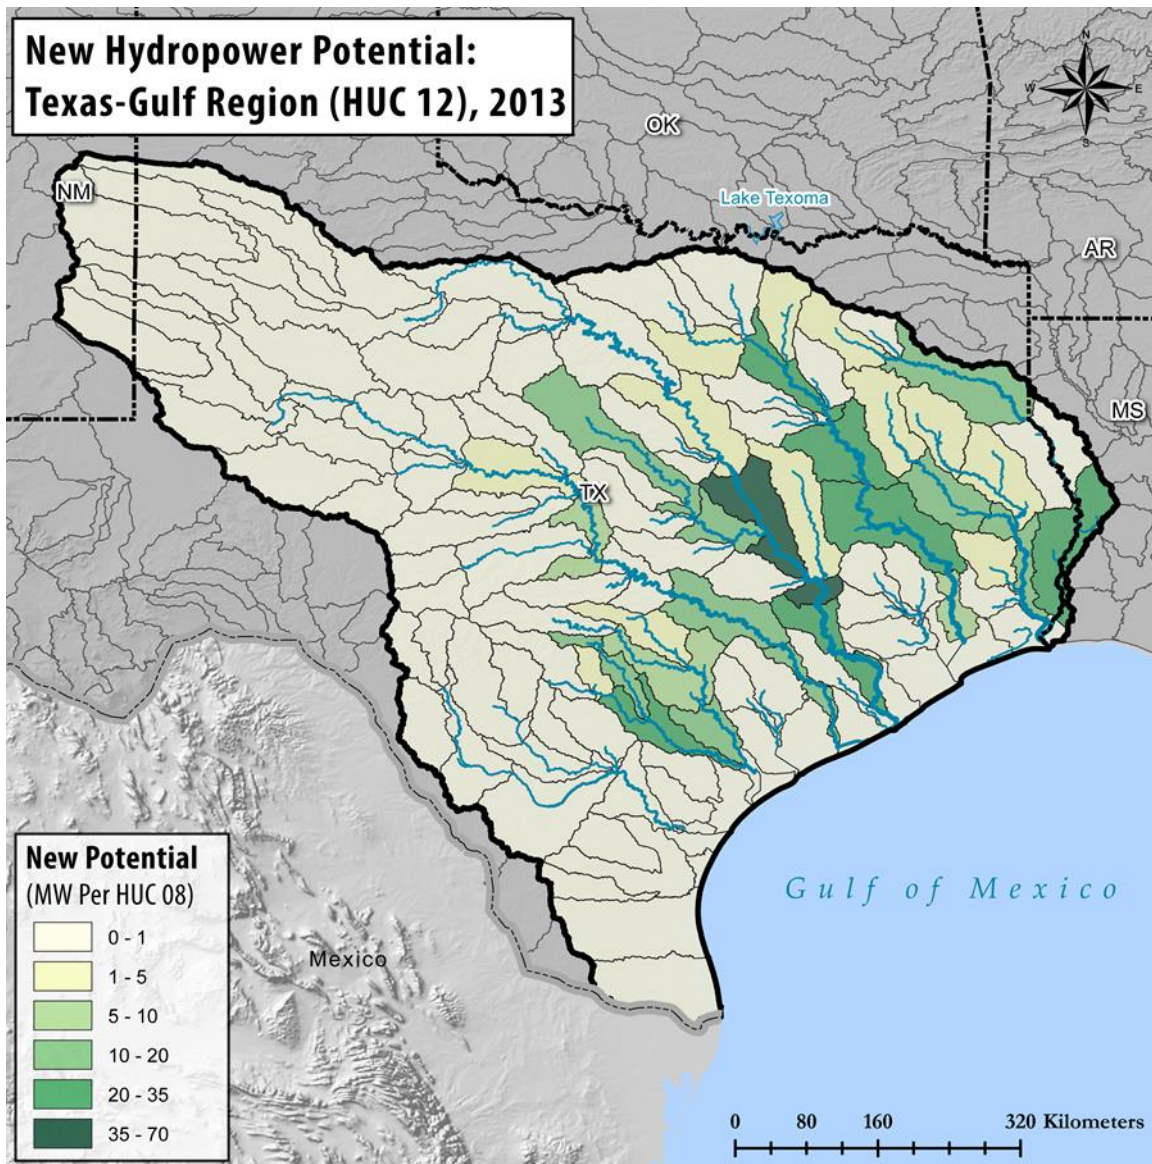 New Hydropower Potential:
Texas-Gulf Region (HUC 12), 2013
N
W E
S
OK
NM
Lake Texoma
AR
MS
TX
Gulf of Mexico
Mexico
New Potential
(MW Per HUC 08)
0 - 1
1 - 5
5 - 10
10 - 20
20 - 35
35 - 70
0 80 160 320 Kilometers